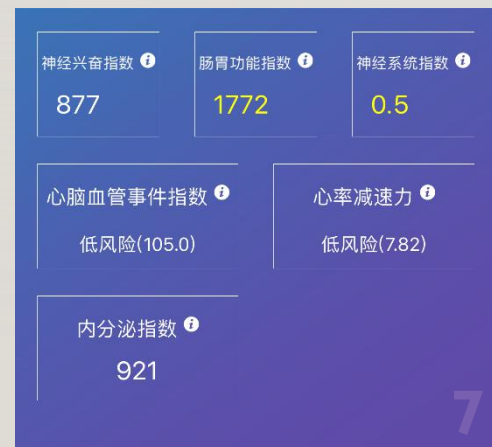 神经兴奋指数 肠胃功能指数 神经系统指数
877 1772 0.5
心脑血管事件指数 心率减速力
低风险(105.0) 低风险(7.82)
内分泌指数
921
7